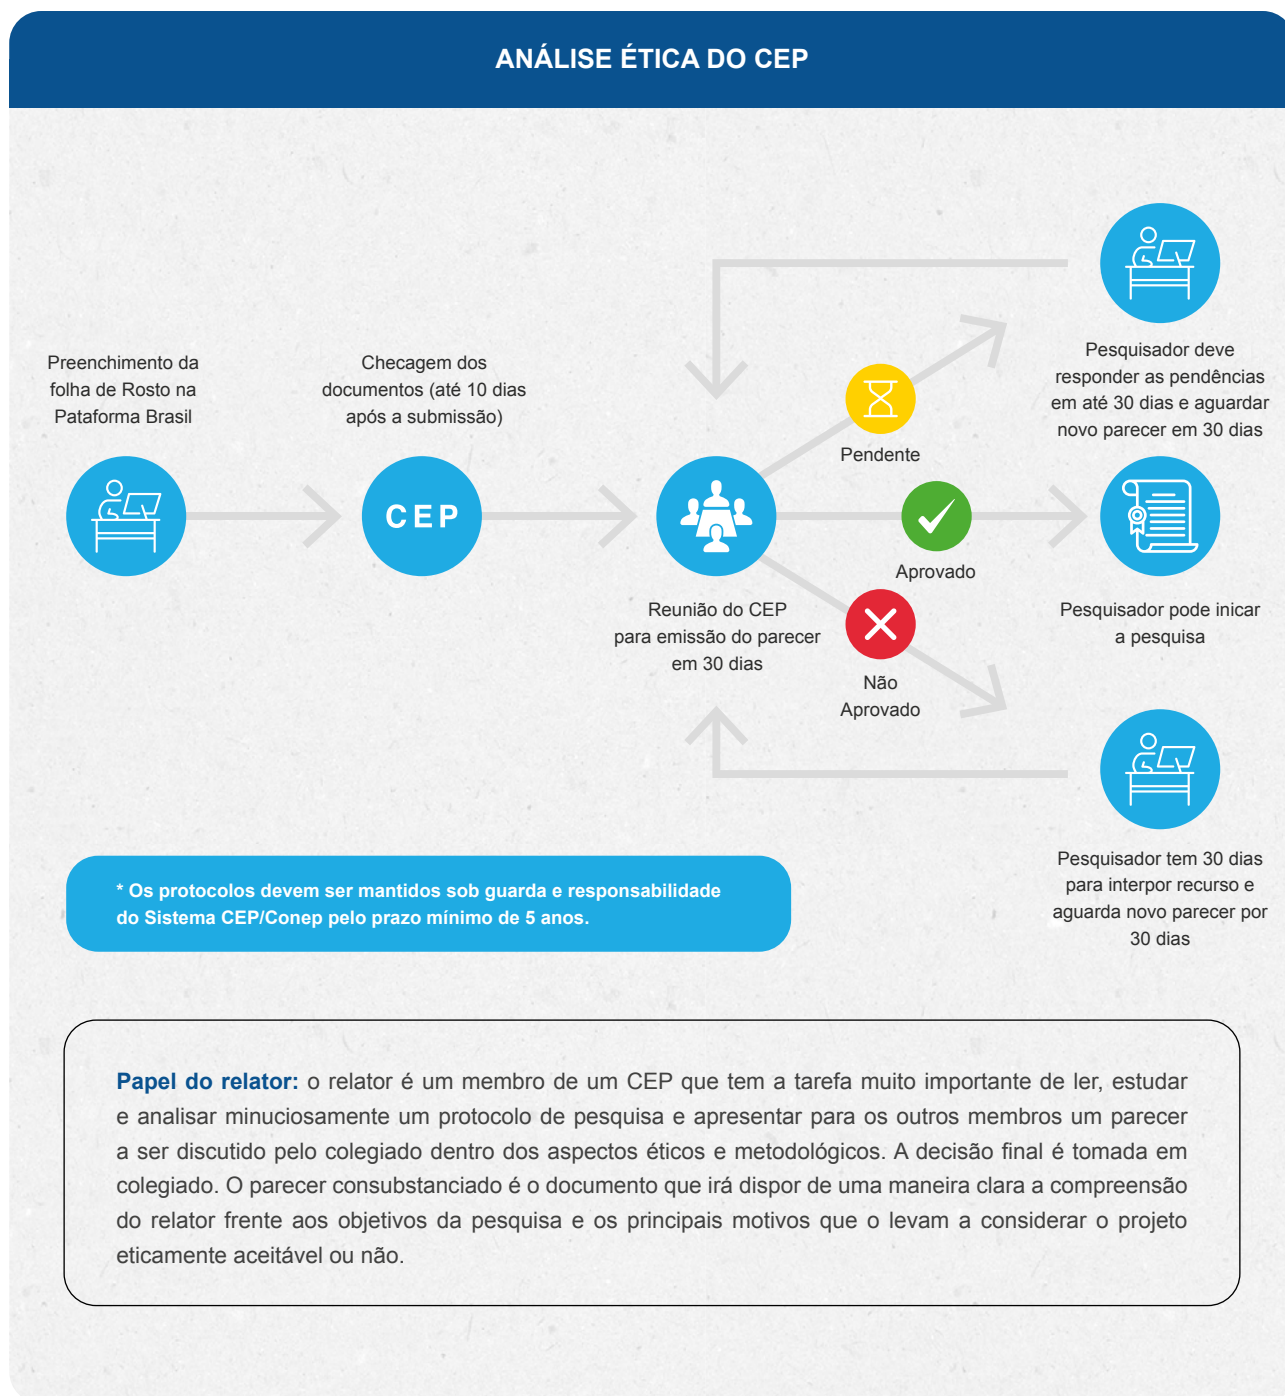 ANÁLISE ÉTICA DO CEP
Preenchimento da
folha de Rosto na
Pataforma Brasil
Checagem dos
documentos (até 10 dias
após a submissão)
CEP
Reunião do CEP
para emissão do parecer
em 30 dias
Pendente
Aprovado
Não
Aprovado
Pesquisador deve
responder as pendências
em até 30 dias e aguardar
novo parecer em 30 dias
Pesquisador pode inicar
a pesquisa
Pesquisador tem 30 dias
para interpor recurso e
aguarda novo parecer por
30 dias
* Os protocolos devem ser mantidos sob guarda e responsabilidade
do Sistema CEP/Conep pelo prazo mínimo de 5 anos.
Papel do relator: o relator é um membro de um CEP que tem a tarefa muito importante de ler, estudar
e analisar minuciosamente um protocolo de pesquisa e apresentar para os outros membros um parecer
a ser discutido pelo colegiado dentro dos aspectos éticos e metodológicos. A decisão final é tomada em
colegiado. O parecer consubstanciado é o documento que irá dispor de uma maneira clara a compreensão
do relator frente aos objetivos da pesquisa e os principais motivos que o levam a considerar o projeto
eticamente aceitável ou não.